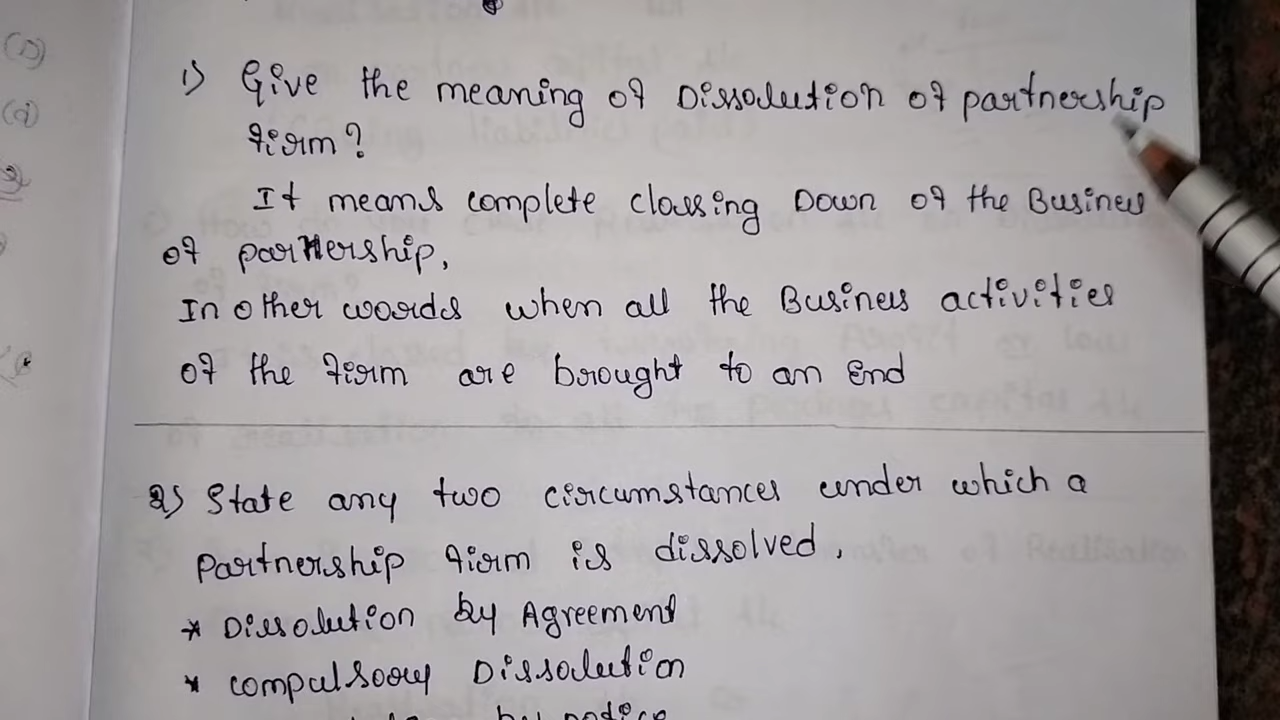 1) Give the meaning of Dissolution of partnership
firm?
It means complete clossing Down of the Business
of partnership.
In other words when all the Business activities
of the firm are brought to an End
2) State any two circumstances under which a
Partnership firm is dissolved.
* Dissolution by Agreement
* compulsory Dissolution
by notice